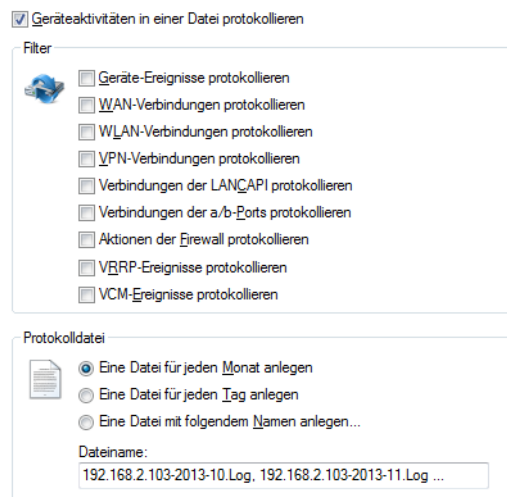 Geräteaktivitäten in einer Datei protokollieren
Filter
Geräte-Ereignisse protokollieren
WAN-Verbindungen protokollieren
WLAN-Verbindungen protokollieren
VPN-Verbindungen protokollieren
Verbindungen der LANCAPI protokollieren
Verbindungen der a/b-Ports protokollieren
Aktionen der Firewall protokollieren
VRRP-Ereignisse protokollieren
VCM-Ereignisse protokollieren
Protokolldatei
Eine Datei für jeden Monat anlegen
Eine Datei für jeden Tag anlegen
Eine Datei mit folgendem Namen anlegen...
Dateiname:
192.168.2.103-2013-10.Log, 192.168.2.103-2013-11.Log ...